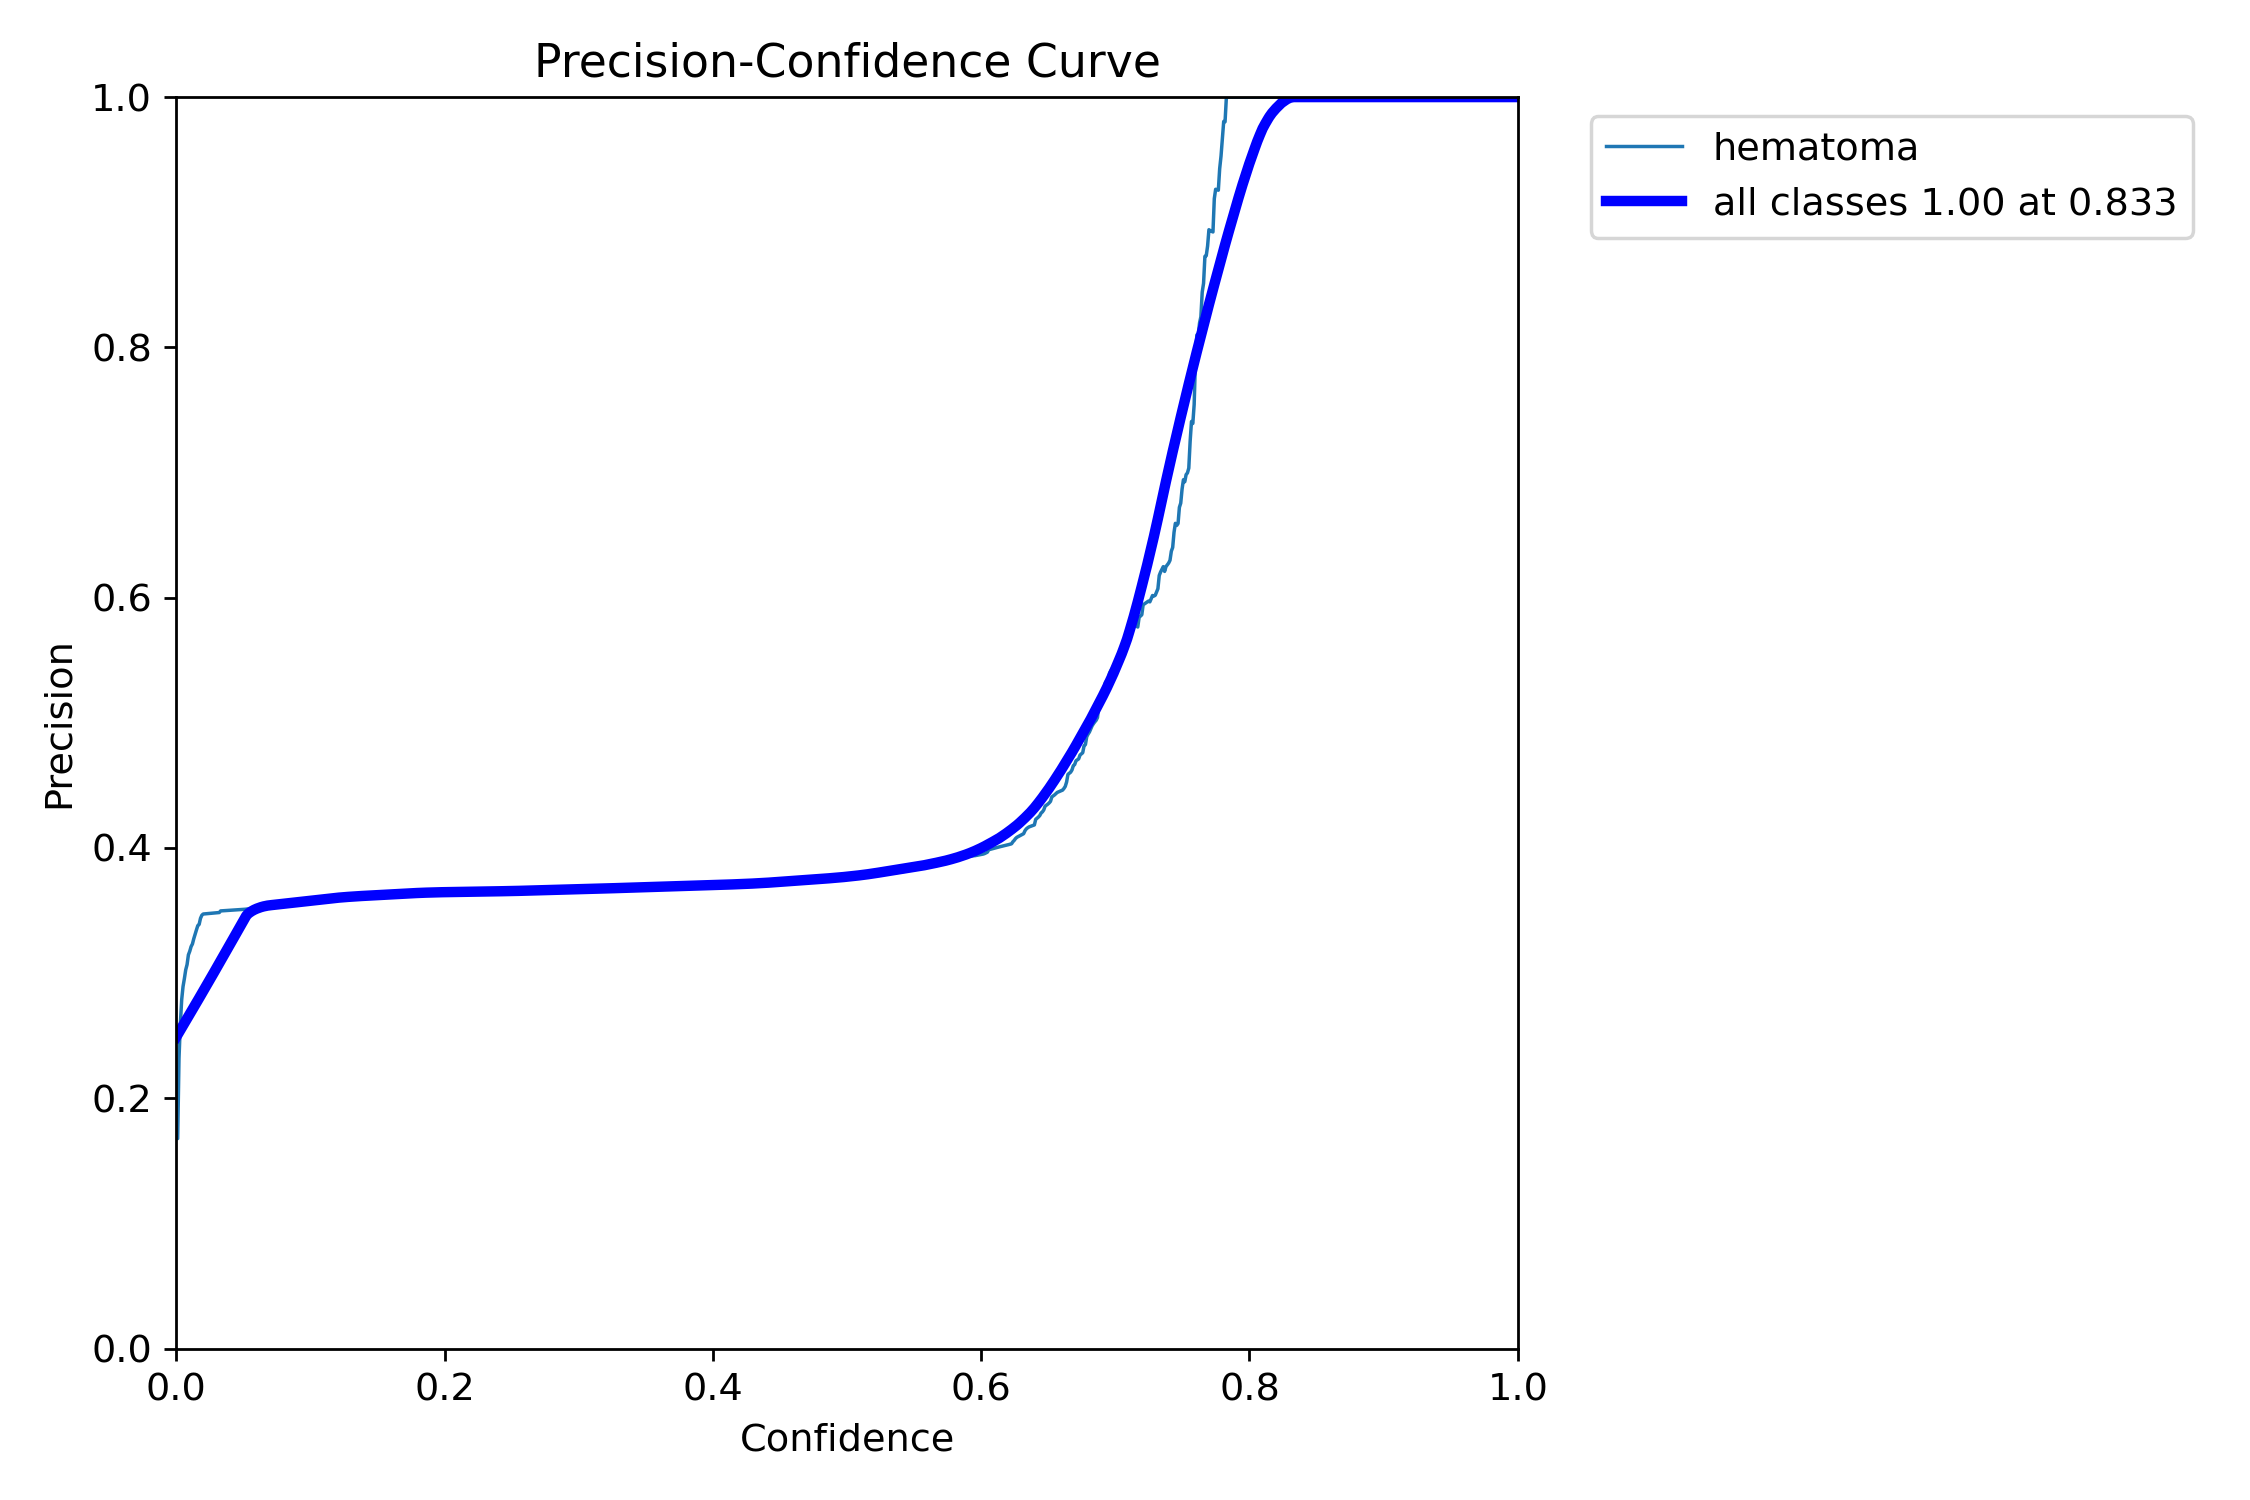 Precision-Confidence Curve
1.0
0.8
0.6
0.4
0.2
0.0
Precision
0.0 0.2 0.4 0.6 0.8 1.0
Confidence
hematoma
all classes 1.00 at 0.833